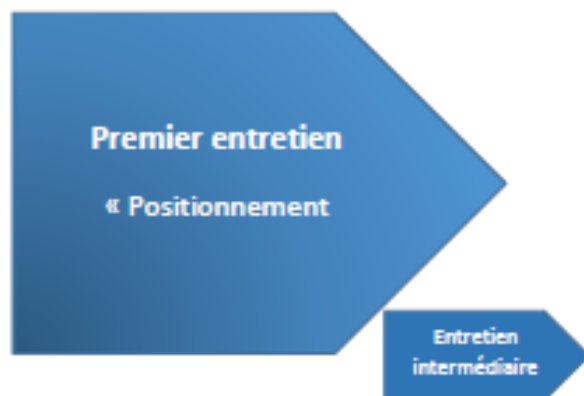 Premier entretien
« Positionnement
Entretien
intermédiaire